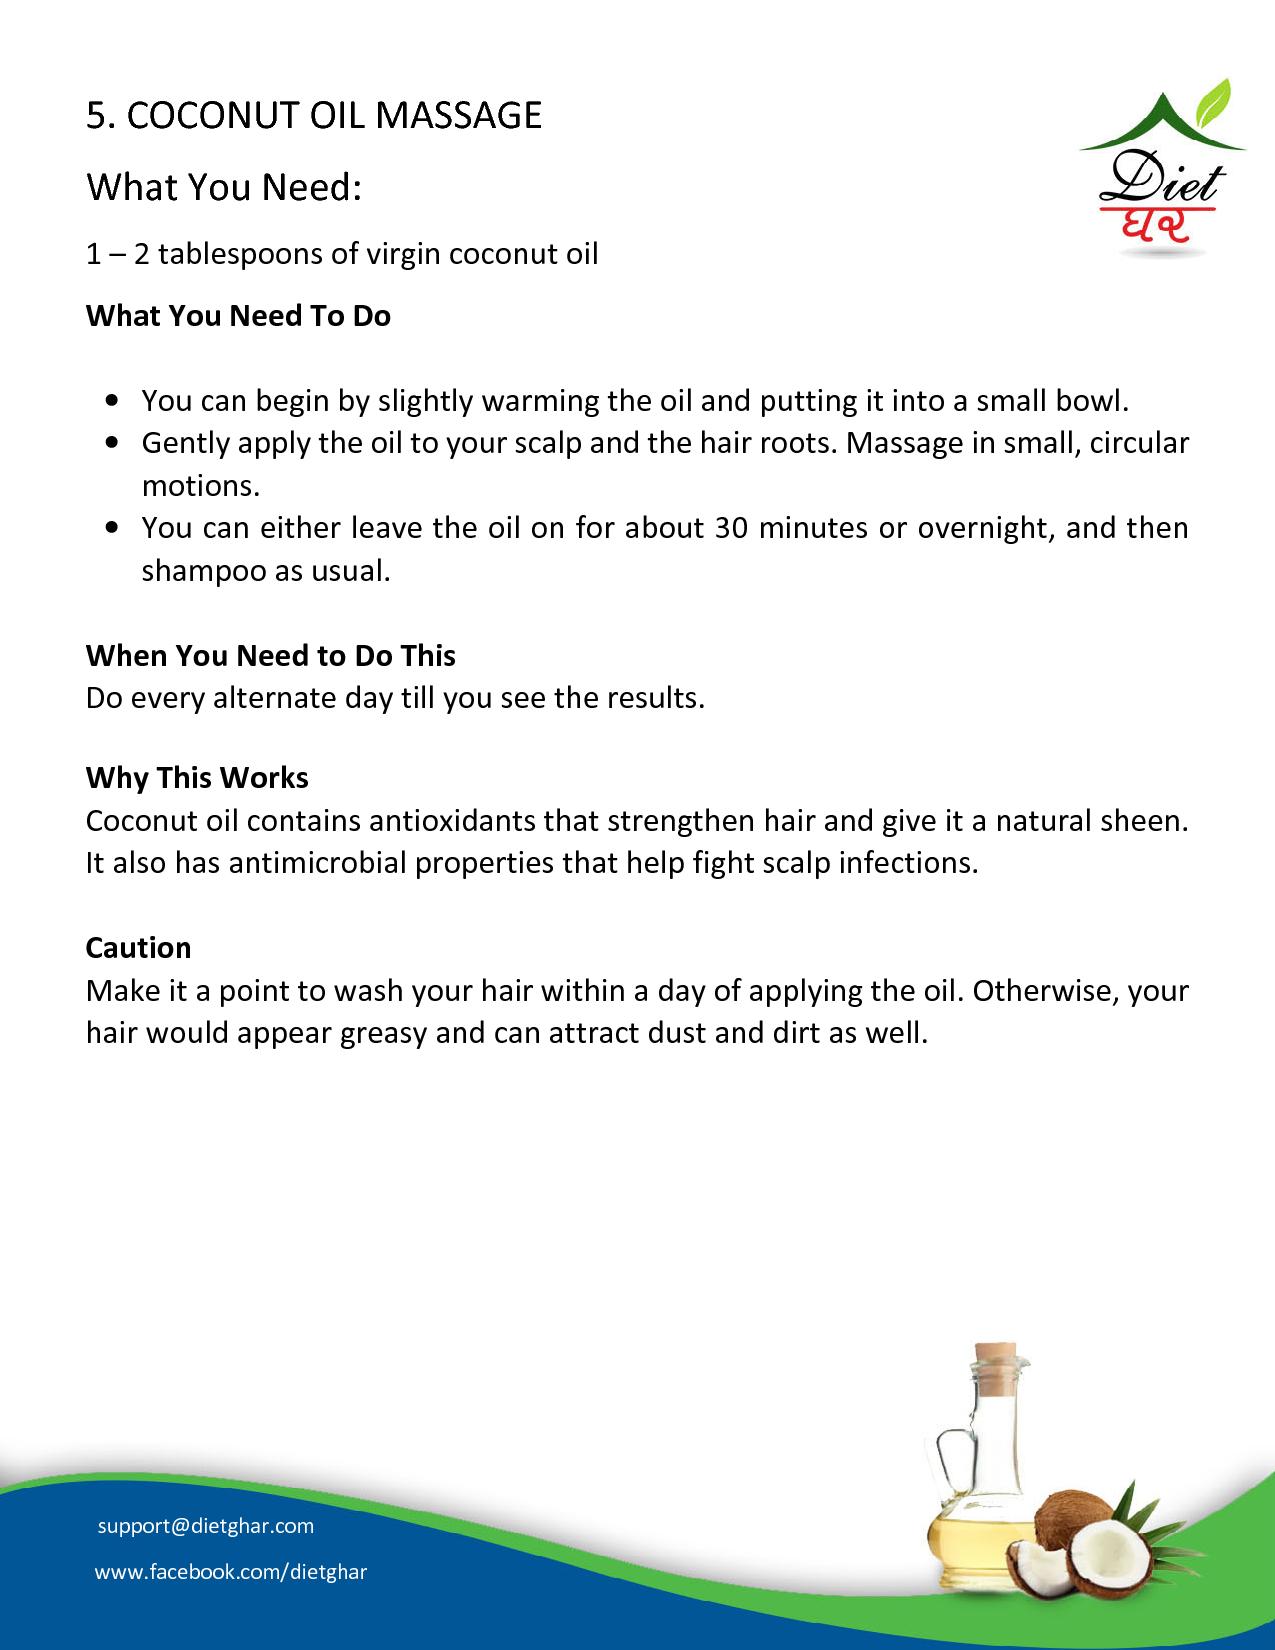 5. COCONUT OIL MASSAGE
Diet
ઘર
What You Need:
1 – 2 tablespoons of virgin coconut oil
What You Need To Do
• You can begin by slightly warming the oil and putting it into a small bowl.
• Gently apply the oil to your scalp and the hair roots. Massage in small, circular
motions.
• You can either leave the oil on for about 30 minutes or overnight, and then
shampoo as usual.
When You Need to Do This
Do every alternate day till you see the results.
Why This Works
Coconut oil contains antioxidants that strengthen hair and give it a natural sheen.
It also has antimicrobial properties that help fight scalp infections.
Caution
Make it a point to wash your hair within a day of applying the oil. Otherwise, your
hair would appear greasy and can attract dust and dirt as well.
support@dietghar.com
www.facebook.com/dietghar